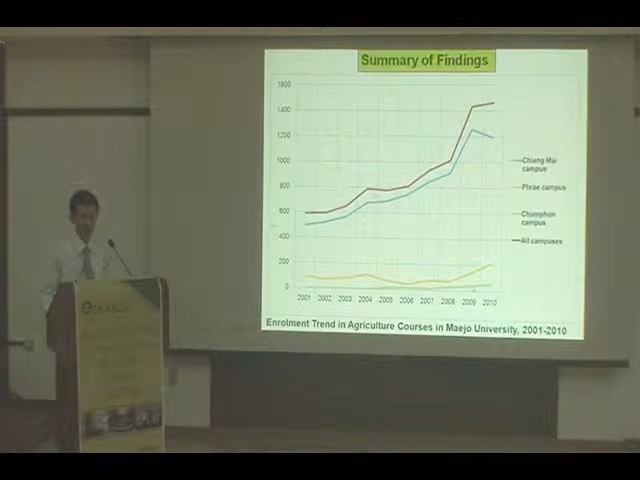 Summary of Findings
1600
1400
1200
1000
800
600
400
200
0
2001 2002 2003 2004 2005 2006 2007 2008 2009 2010
Chiang Mai
campus
Phrae campus
Chumphon
campus
All campuses
Enrolment Trend in Agriculture Courses in Maejo University, 2001-2010